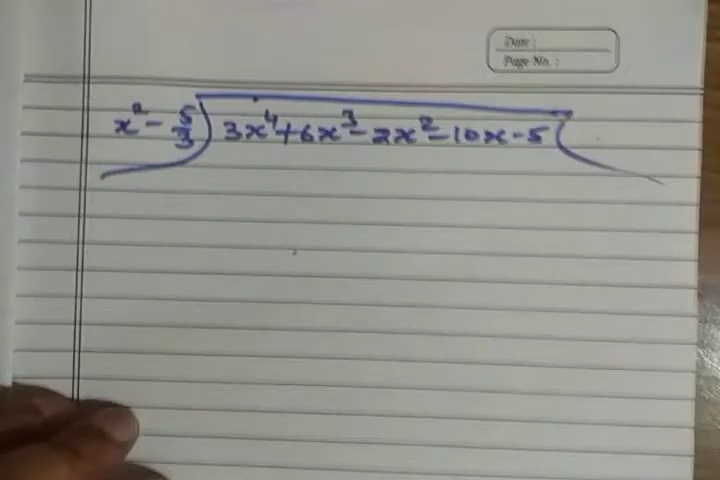 Date :
Page No. :
x² - 5/3 ) 3x⁴+6x³-2x²-10x-5 (